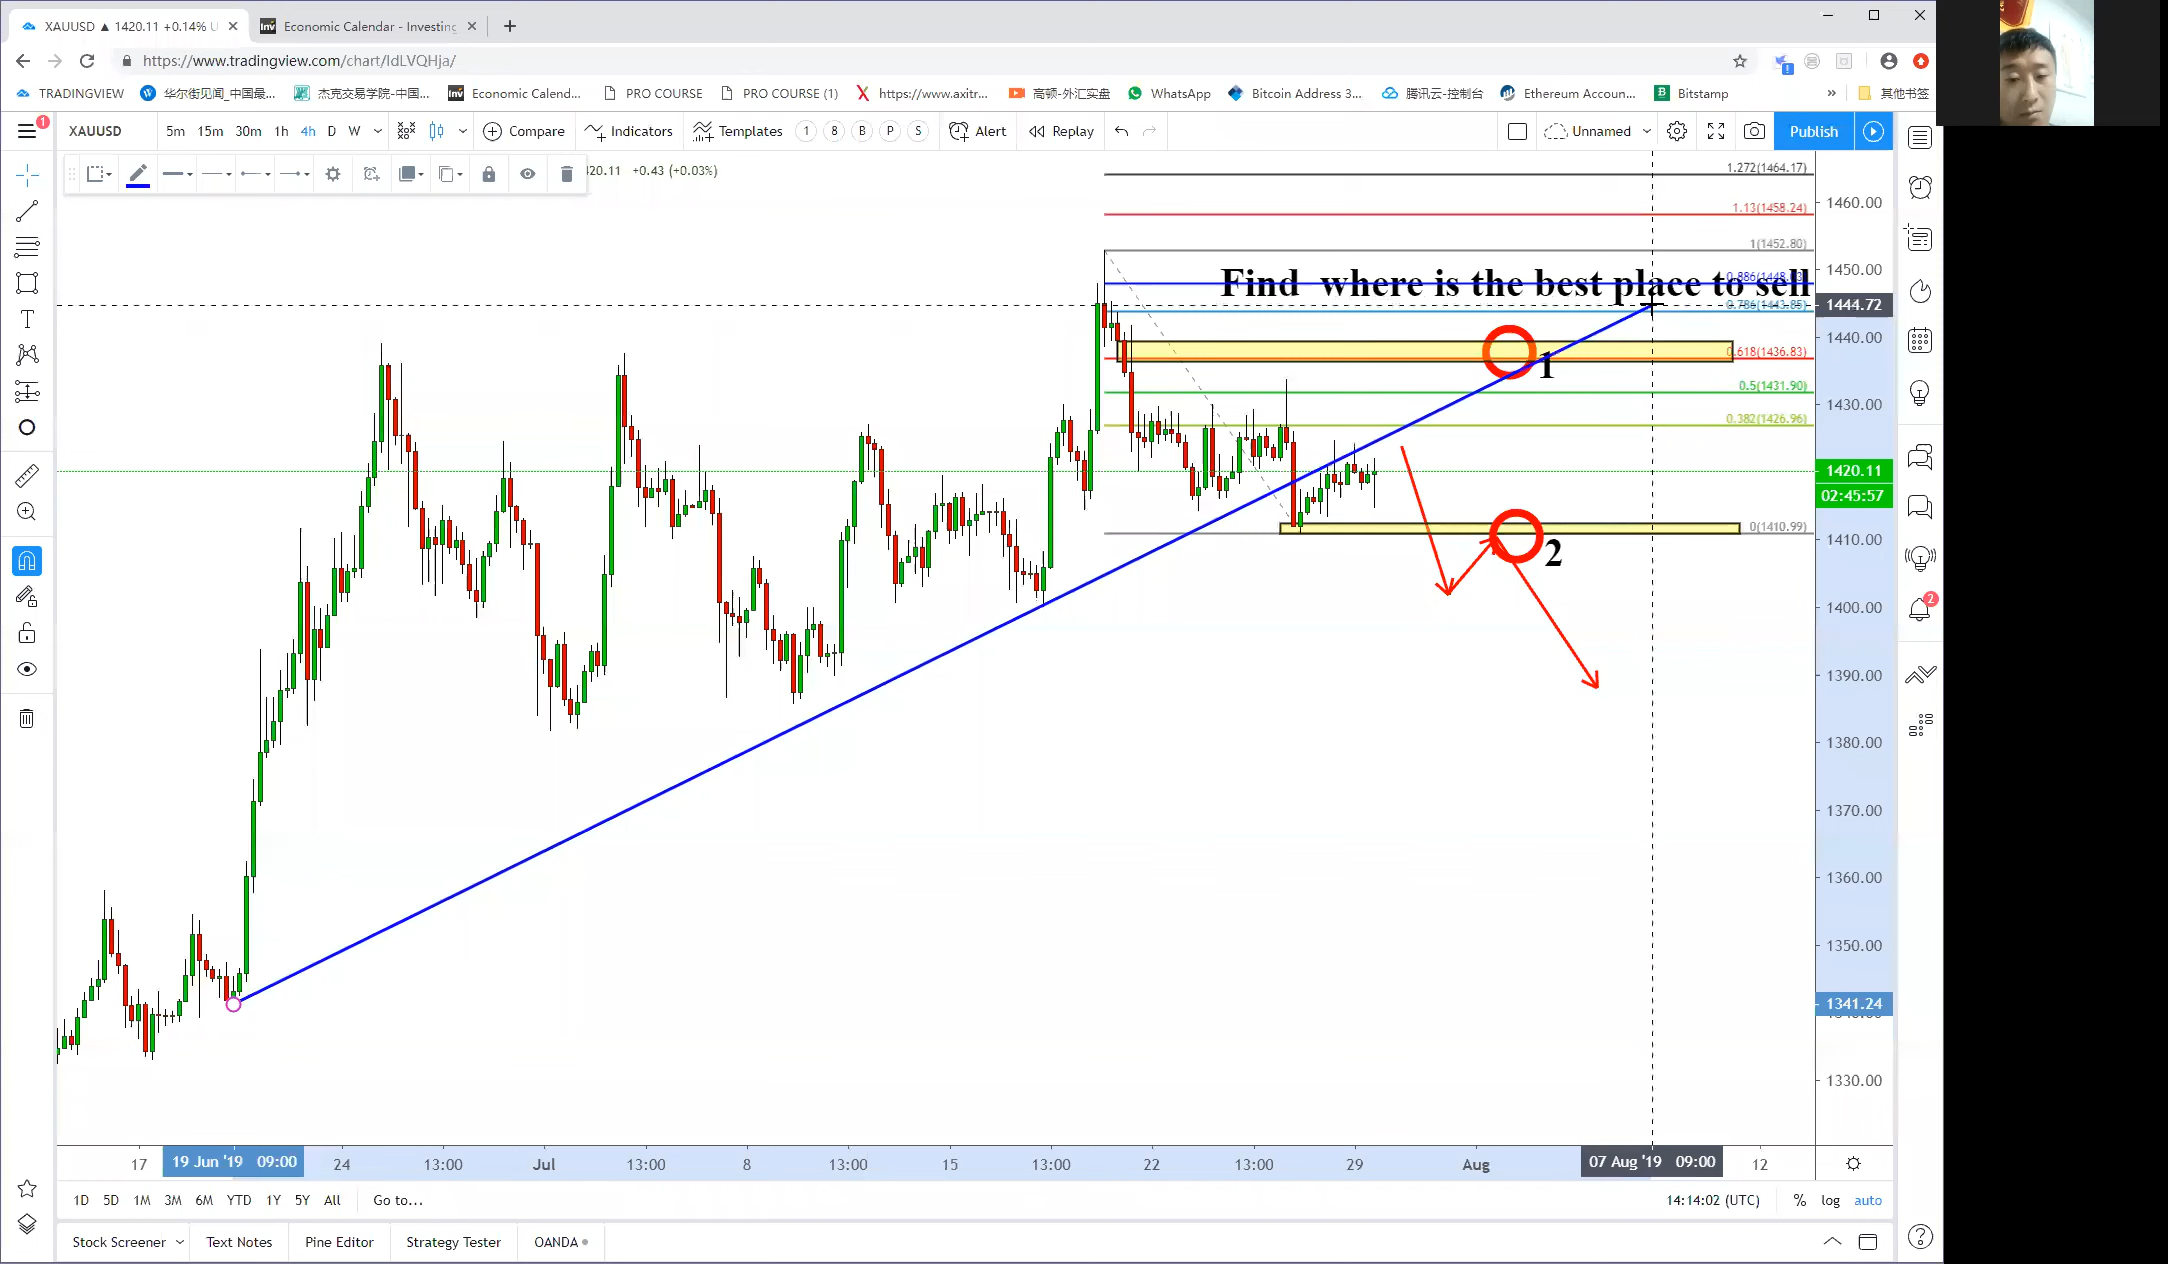 XAUUSD ▲ 1420.11 +0.14% U
Economic Calendar - Investing
https://www.tradingview.com/chart/IdLVQHja/
TRADINGVIEW 华尔街见闻_中国最... 杰克交易学院-中国... Economic Calend... PRO COURSE PRO COURSE (1) https://www.axitr... 高顿-外汇实盘 WhatsApp Bitcoin Address 3... 腾讯云-控制台 Ethereum Accoun... Bitstamp » 其他书签
1 XAUUSD 5m 15m 30m 1h 4h D W Compare Indicators Templates 1 8 B P S Alert Replay Unnamed Publish
20.11 +0.43 (+0.03%)
1.272(1464.17)
1460.00
1.13(1458.24)
1(1452.80)
1450.00
Find where is the best place to sell
0.786(1443.85)
1444.72
1440.00
0.618(1436.83)
1
0.5(1431.90)
1430.00
0.382(1426.96)
1420.11
02:45:57
0(1410.99)
1410.00
2
1400.00
2
1390.00
1380.00
1370.00
1360.00
1350.00
1341.24
1330.00
17 19 Jun '19 09:00 24 13:00 Jul 13:00 8 13:00 15 13:00 22 13:00 29 Aug 07 Aug '19 09:00 12
1D 5D 1M 3M 6M YTD 1Y 5Y All Go to... 14:14:02 (UTC) % log auto
Stock Screener Text Notes Pine Editor Strategy Tester OANDA